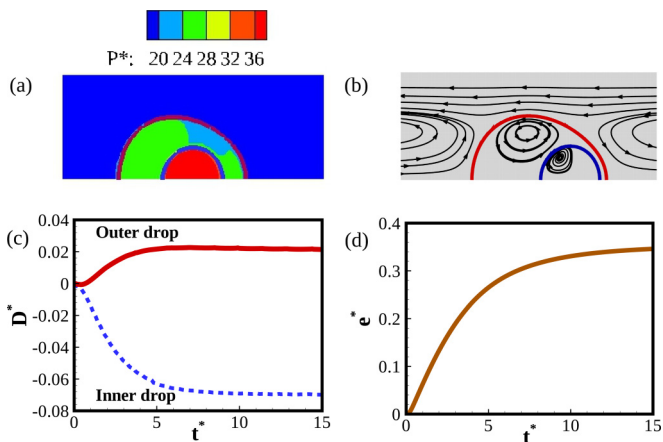 P*: 20 24 28 32 36
(a)
(b)
(c)
0.04
0.02
0
-0.02
-0.04
-0.06
-0.08
D*
Outer drop
Inner drop
0 5 10 15
t*
(d)
0.4
0.3
0.2
0.1
0
e*
0 5 10 15
t*